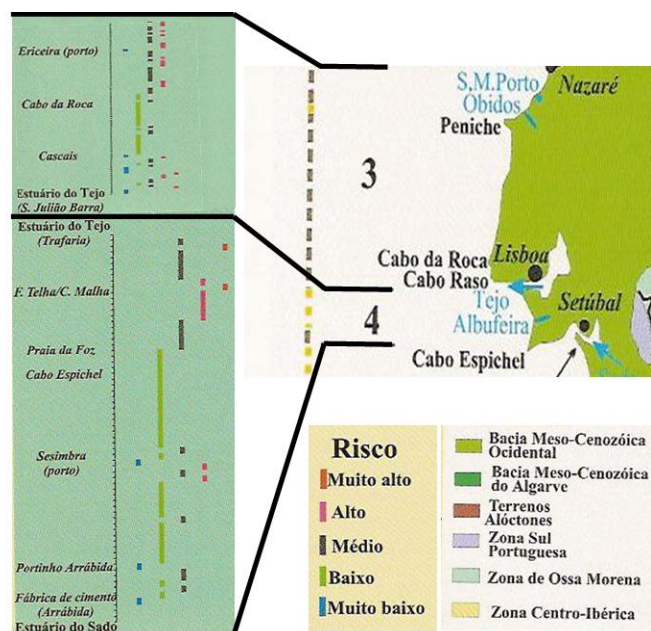 Ericeira (porto)
Cabo da Roca
Cascais
Estuário do Tejo
(S. Julião Barra)
Estuário do Tejo
(Trafaria)
F. Telha/C. Malha
Praia da Foz
Cabo Espichel
Sesimbra
(porto)
Portinho Arrábida
Fábrica de cimento
(Arrábida)
Estuário do Sado
Nazaré
S.M.Porto
Obidos
Peniche
3
Cabo da Roca
Lisboa
Cabo Raso
Tejo
Setúbal
4
Albufeira
Cabo Espichel
Risco
Muito alto
Alto
Médio
Baixo
Muito baixo
Bacia Meso-Cenozóica
Ocidental
Bacia Meso-Cenozóica
do Algarve
Terrenos
Alóctones
Zona Sul
Portuguesa
Zona de Ossa Morena
Zona Centro-Ibérica